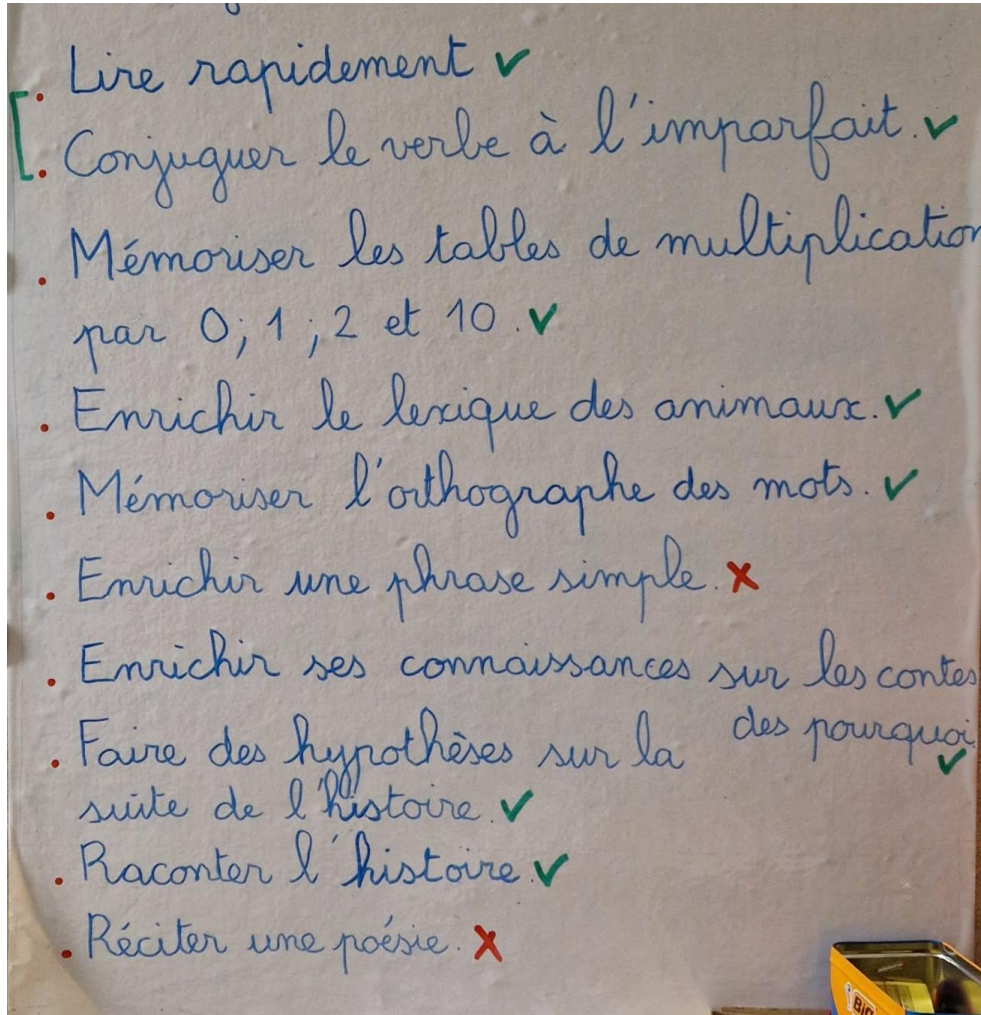 Lire rapidement ✓
Conjuguer le verbe à l'imparfait. ✓
Mémoriser les tables de multiplication
par 0 ; 1 ; 2 et 10. ✓
Enrichir le lexique des animaux. ✓
Mémoriser l'orthographe des mots. ✓
Enrichir une phrase simple. X
Enrichir ses connaissances sur les contes
des pourquoi. ✓
Faire des hypothèses sur la
suite de l'histoire. ✓
Raconter l'histoire. ✓
Réciter une poésie. X
BIC